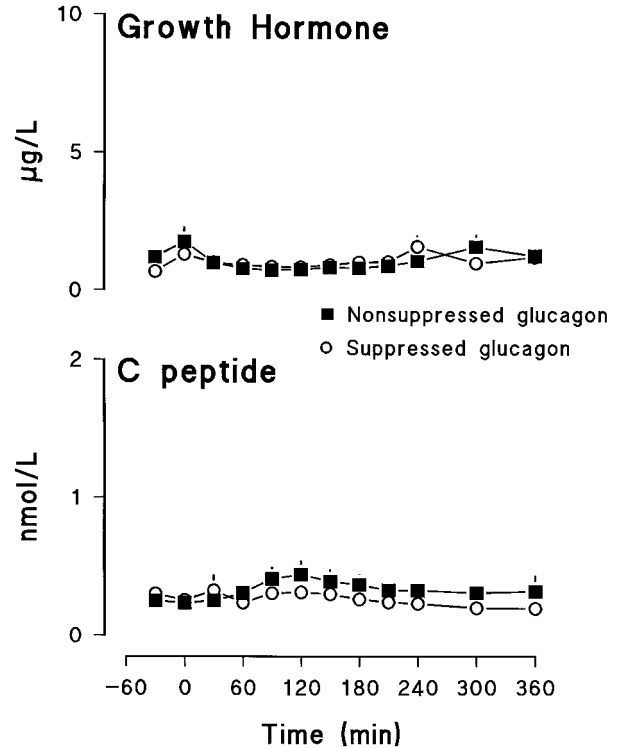 Growth Hormone
10
5
0
µg/L
Nonsuppressed glucagon
Suppressed glucagon
C peptide
2
1
0
nmol/L
−60 0 60 120 180 240 300 360
Time (min)